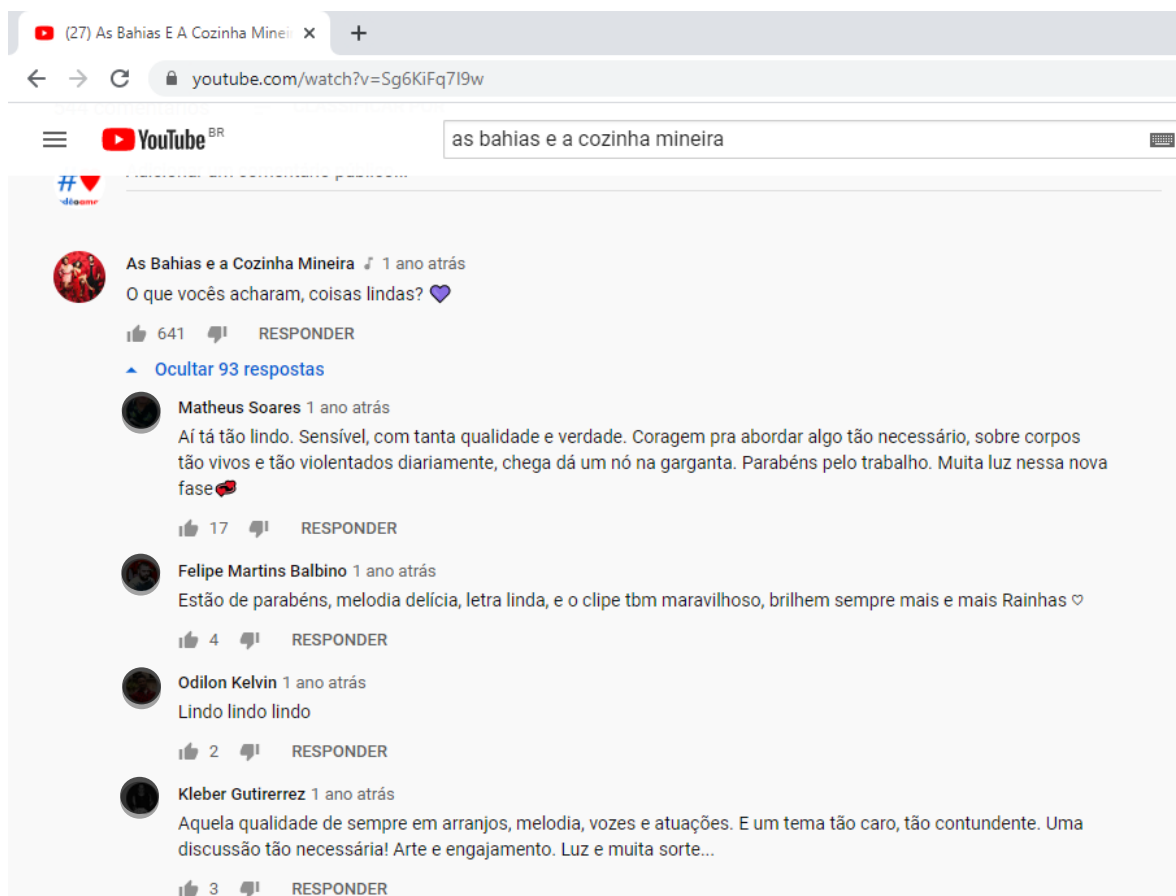 (27) As Bahias E A Cozinha Minei
youtube.com/watch?v=Sg6KiFq7I9w
YouTube BR
as bahias e a cozinha mineira
As Bahias e a Cozinha Mineira 1 ano atrás
O que vocês acharam, coisas lindas? 💜
641 RESPONDER
Ocultar 93 respostas
Matheus Soares 1 ano atrás
Aí tá tão lindo. Sensível, com tanta qualidade e verdade. Coragem pra abordar algo tão necessário, sobre corpos
tão vivos e tão violentados diariamente, chega dá um nó na garganta. Parabéns pelo trabalho. Muita luz nessa nova
fase
17 RESPONDER
Felipe Martins Balbino 1 ano atrás
Estão de parabéns, melodia delícia, letra linda, e o clipe tbm maravilhoso, brilhem sempre mais e mais Rainhas ♡
4 RESPONDER
Odilon Kelvin 1 ano atrás
Lindo lindo lindo
2 RESPONDER
Kleber Gutirerrez 1 ano atrás
Aquela qualidade de sempre em arranjos, melodia, vozes e atuações. E um tema tão caro, tão contundente. Uma
discussão tão necessária! Arte e engajamento. Luz e muita sorte...
3 RESPONDER